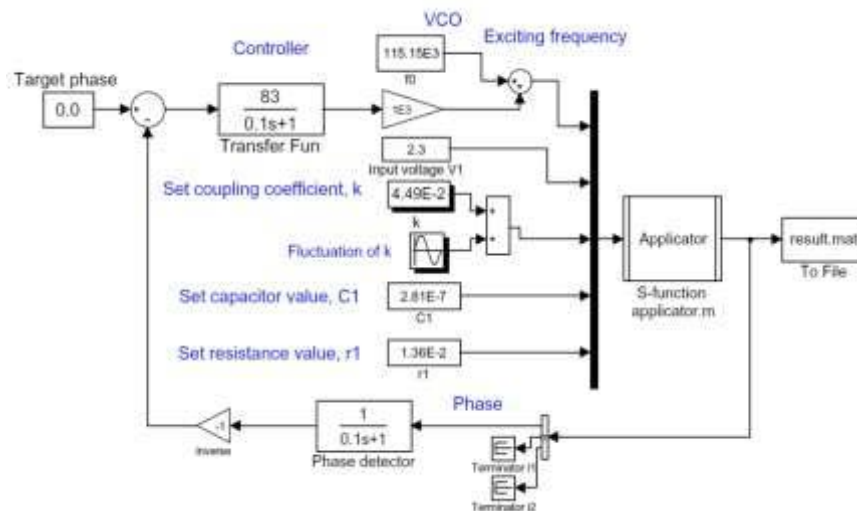 VCO
Controller
Exciting frequency
115.15E3
f0
Target phase
0.0
83
0.1s+1
Transfer Fun
1E3
2.3
Input voltage V1
Set coupling coefficient, k
4.49E-2
k
Fluctuation of k
Applicator
result.mat
To File
S-function
applicator.m
Set capacitor value, C1
2.81E-7
C1
Set resistance value, r1
1.36E-2
r1
Phase
-1
Inverse
1
0.1s+1
Phase detector
Terminator I1
Terminator I2